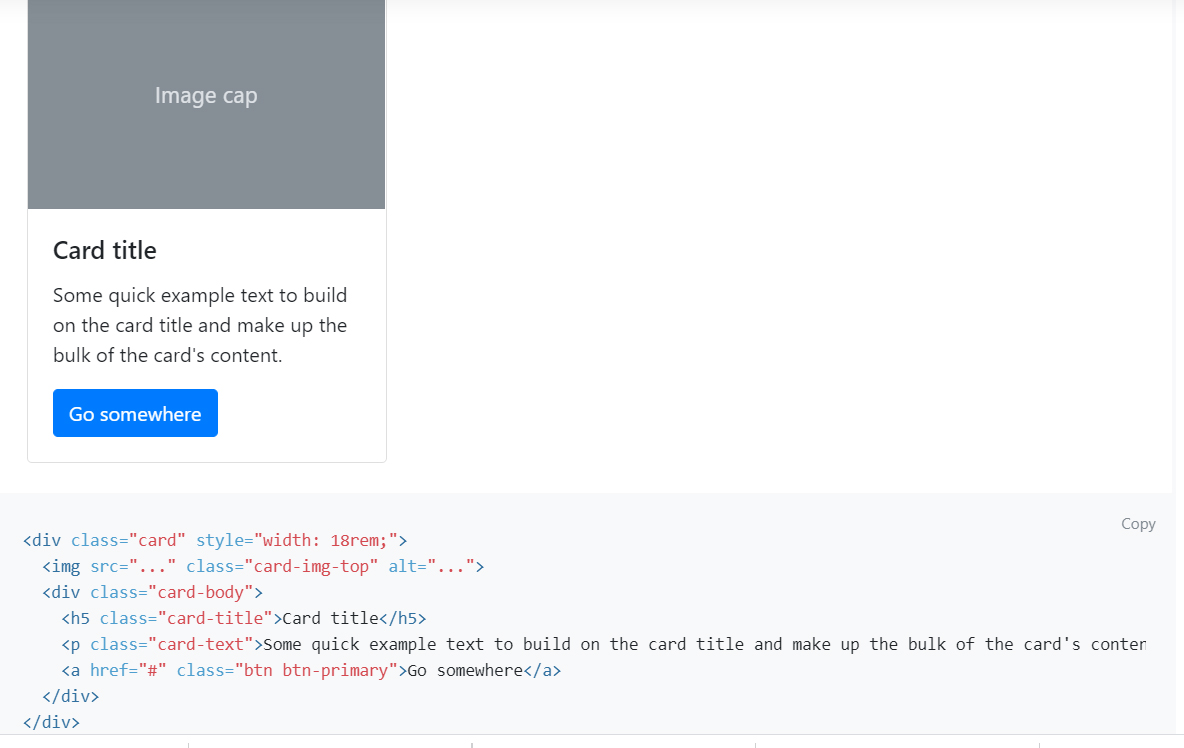 Image cap
Card title
Some quick example text to build
on the card title and make up the
bulk of the card's content.
Go somewhere
Copy
<div class="card" style="width: 18rem;">
  <img src="..." class="card-img-top" alt="...">
  <div class="card-body">
    <h5 class="card-title">Card title</h5>
    <p class="card-text">Some quick example text to build on the card title and make up the bulk of the card's conten
    <a href="#" class="btn btn-primary">Go somewhere</a>
  </div>
</div>